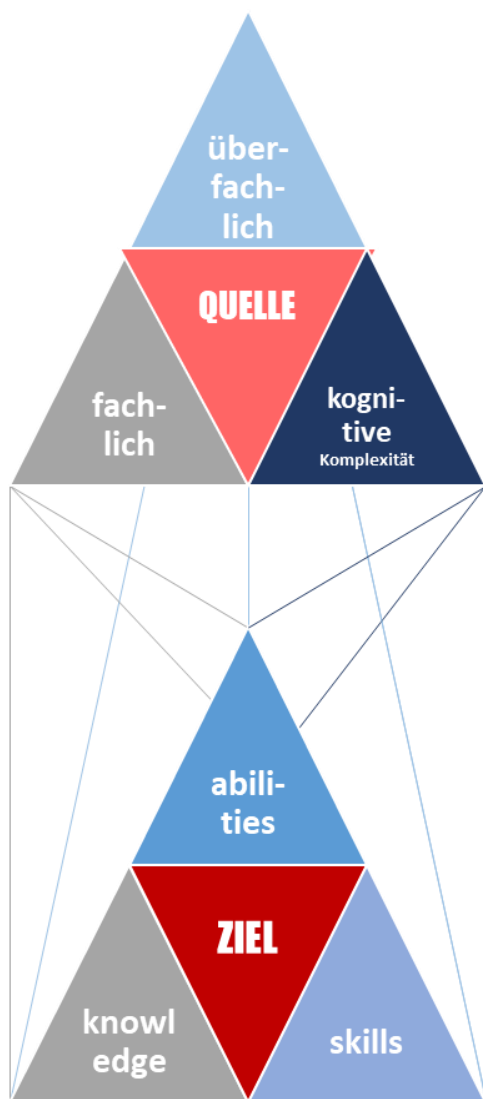 über-
fach-
lich
QUELLE
fach-
lich
kogni-
tive
Komplexität
abili-
ties
ZIEL
knowl
edge
skills